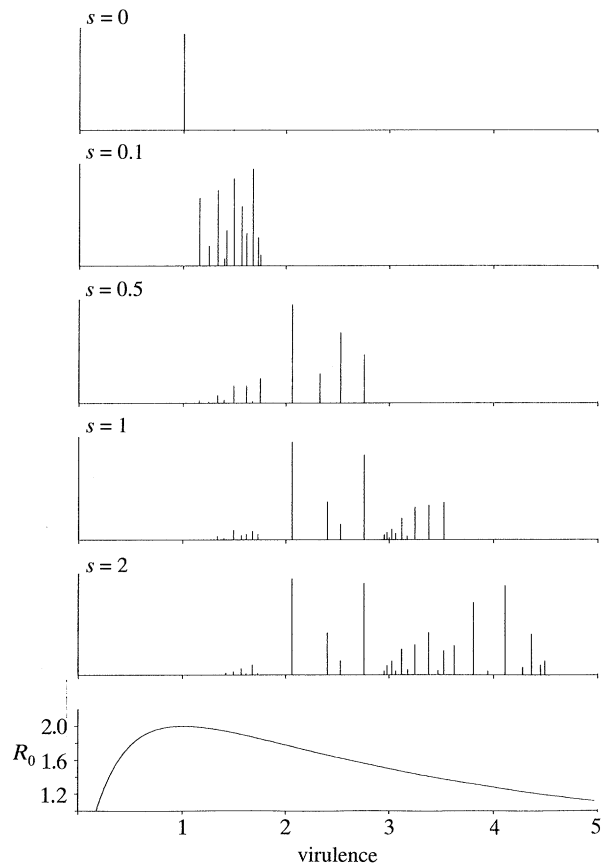 s = 0
s = 0.1
s = 0.5
s = 1
s = 2
2.0
R₀ 1.6
1.2
1 2 3 4 5
virulence